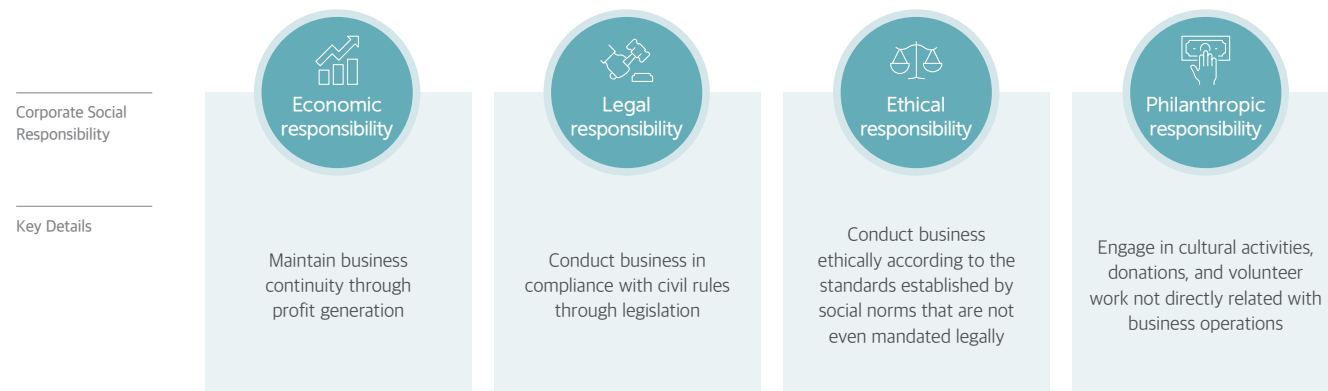 Corporate Social
Responsibility
Economic
responsibility
Legal
responsibility
Ethical
responsibility
Philanthropic
responsibility
Key Details
Maintain business
continuity through
profit generation
Conduct business in
compliance with civil rules
through legislation
Conduct business
ethically according to the
standards established by
social norms that are not
even mandated legally
Engage in cultural activities,
donations, and volunteer
work not directly related with
business operations